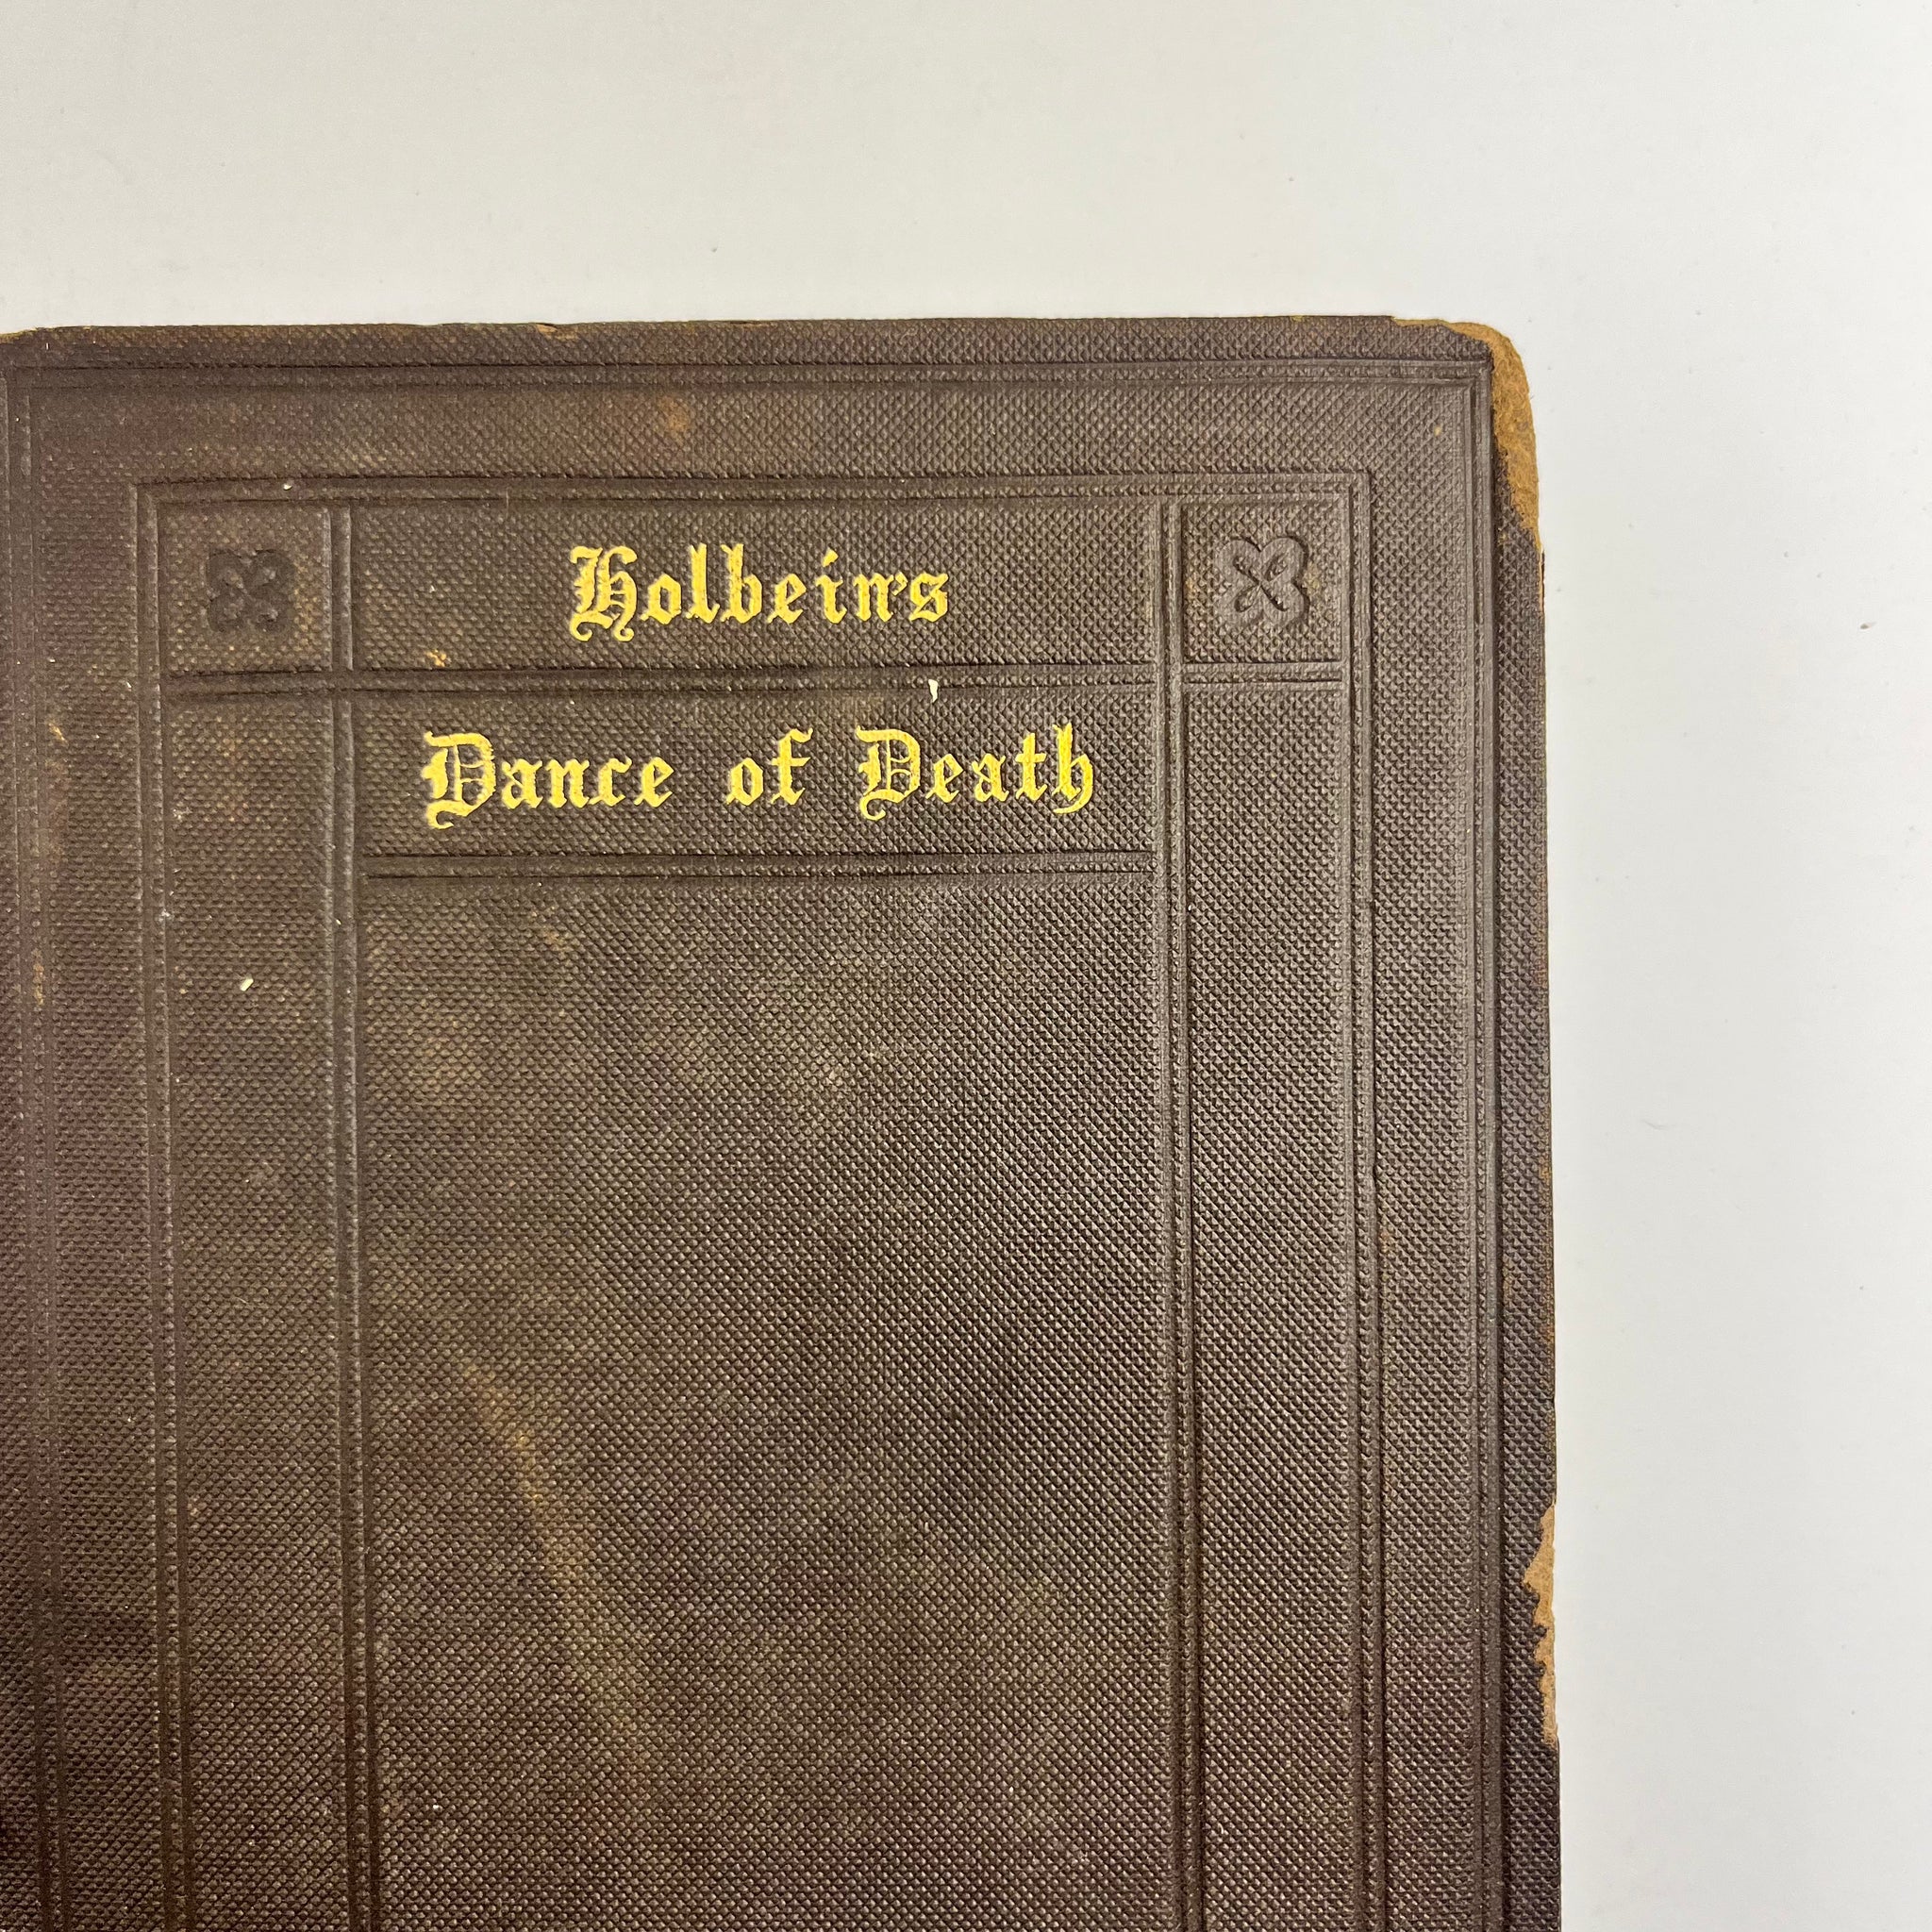 Holbein's
Dance of Death